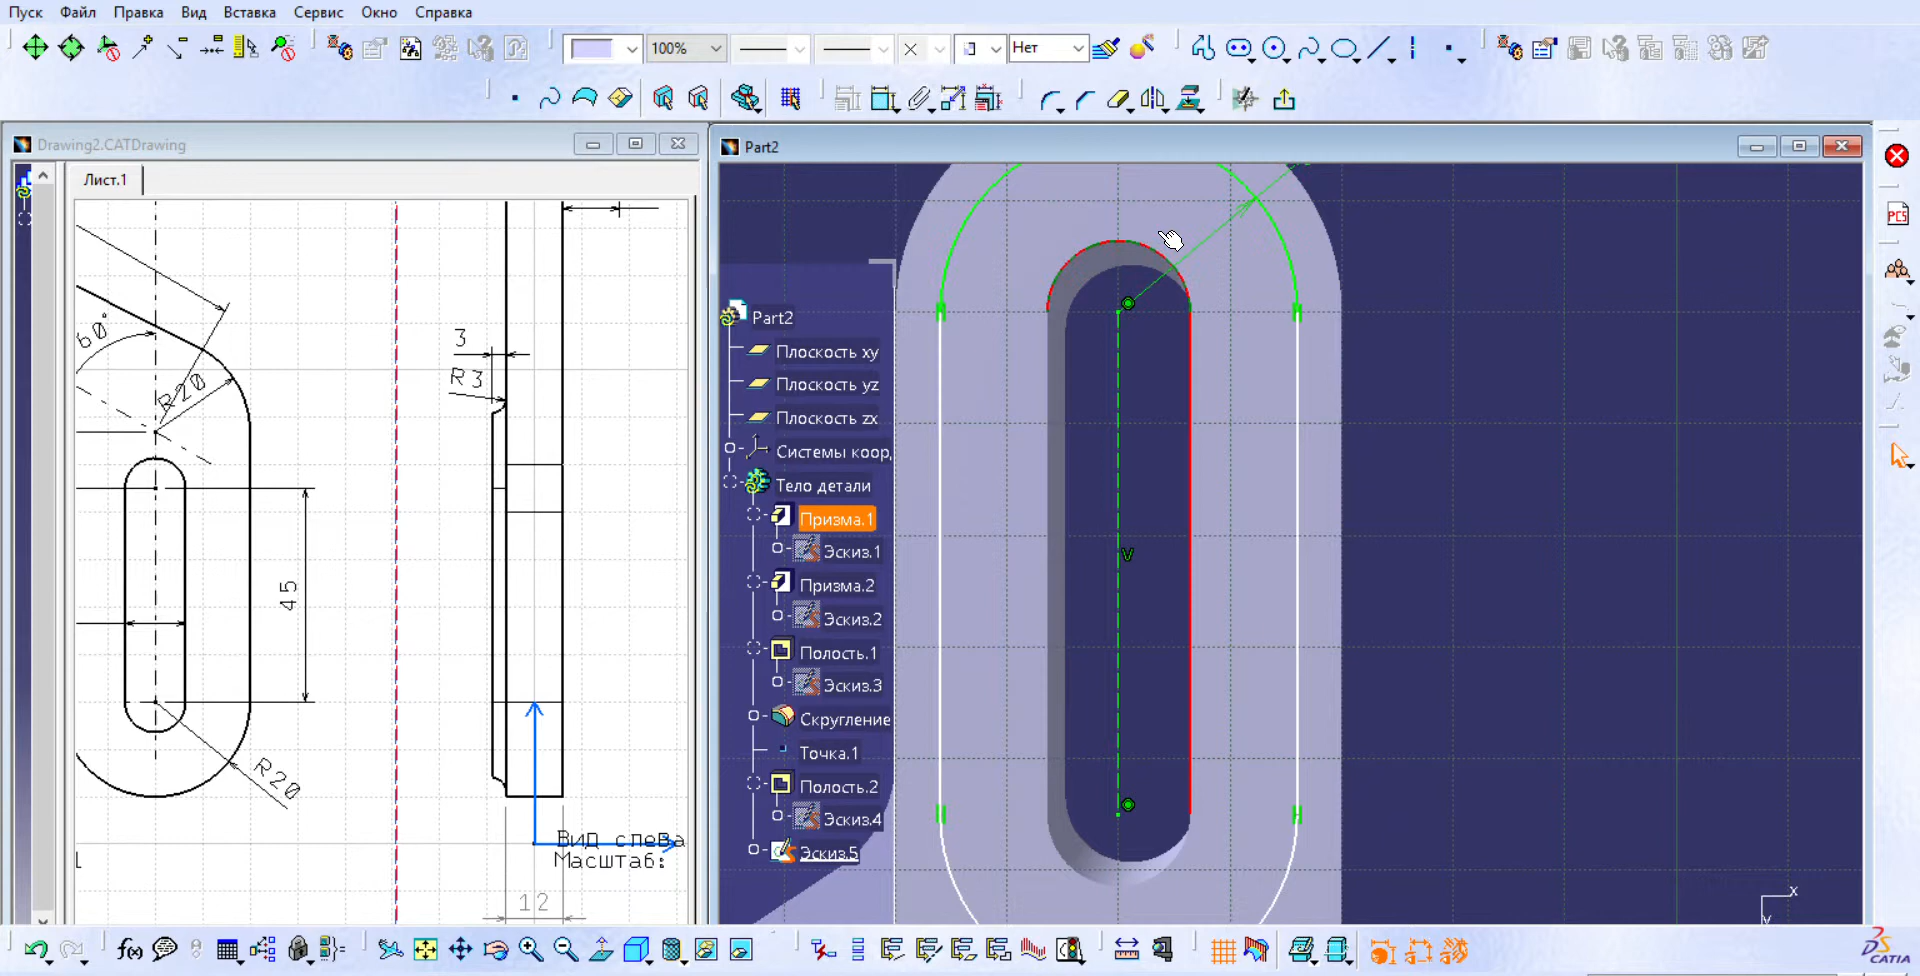 Пуск Файл Правка Вид Вставка Сервис Окно Справка
100%
Нет
Drawing2.CATDrawing
Лист.1
60°
R20
45
R20
3
R3
Вид слева
Масштаб:
12
Part2
Part2
Плоскость xy
Плоскость yz
Плоскость zx
Системы коор,
Тело детали
Призма.1
Эскиз.1
Призма.2
Эскиз.2
Полость.1
Эскиз.3
Скругление
Точка.1
Полость.2
Эскиз.4
Эскиз.5
H
H
V
H
H
x
PCS
f(x)
CATIA